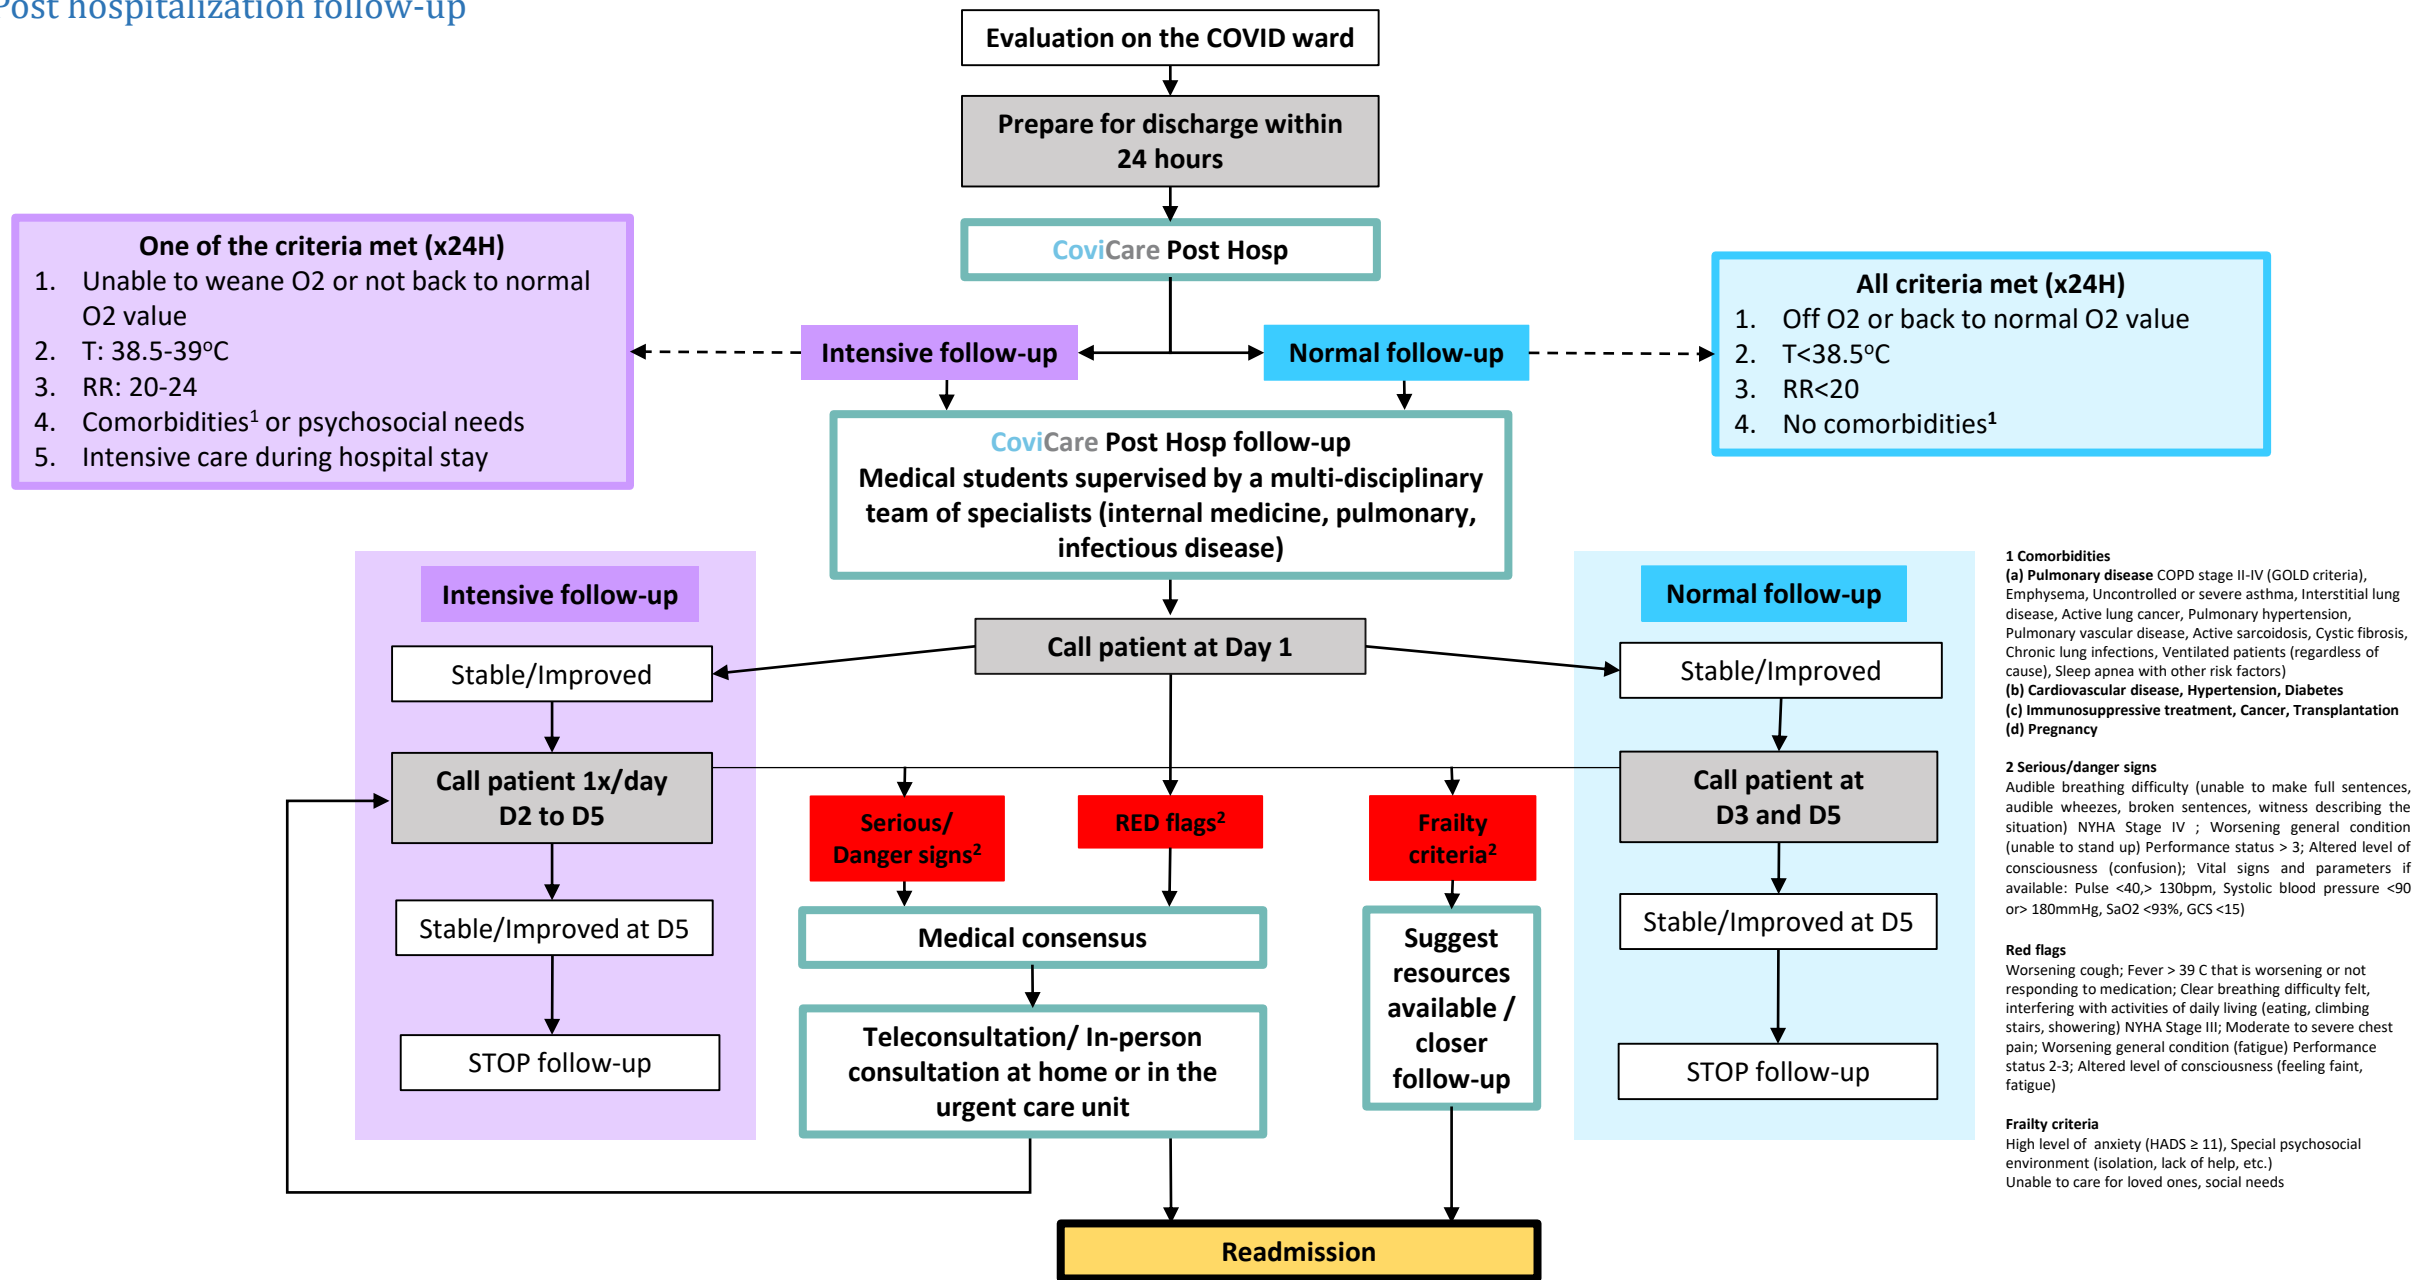 Post hospitalization follow-up
Evaluation on the COVID ward
Prepare for discharge within
24 hours
CoviCare Post Hosp
One of the criteria met (x24H)
1. Unable to weane O2 or not back to normal
O2 value
2. T: 38.5-39°C
3. RR: 20-24
4. Comorbidities¹ or psychosocial needs
5. Intensive care during hospital stay
Intensive follow-up
Normal follow-up
All criteria met (x24H)
1. Off O2 or back to normal O2 value
2. T<38.5°C
3. RR<20
4. No comorbidities¹
CoviCare Post Hosp follow-up
Medical students supervised by a multi-disciplinary
team of specialists (internal medicine, pulmonary,
infectious disease)
Call patient at Day 1
Intensive follow-up
Stable/Improved
Call patient 1x/day
D2 to D5
Stable/Improved at D5
STOP follow-up
Serious/
Danger signs²
RED flags²
Frailty
criteria²
Medical consensus
Teleconsultation/ In-person
consultation at home or in the
urgent care unit
Suggest
resources
available /
closer
follow-up
Normal follow-up
Stable/Improved
Call patient at
D3 and D5
Stable/Improved at D5
STOP follow-up
Readmission
1 Comorbidities
(a) Pulmonary disease COPD stage II-IV (GOLD criteria),
Emphysema, Uncontrolled or severe asthma, Interstitial lung
disease, Active lung cancer, Pulmonary hypertension,
Pulmonary vascular disease, Active sarcoidosis, Cystic fibrosis,
Chronic lung infections, Ventilated patients (regardless of
cause), Sleep apnea with other risk factors)
(b) Cardiovascular disease, Hypertension, Diabetes
(c) Immunosuppressive treatment, Cancer, Transplantation
(d) Pregnancy
2 Serious/danger signs
Audible breathing difficulty (unable to make full sentences,
audible wheezes, broken sentences, witness describing the
situation) NYHA Stage IV ; Worsening general condition
(unable to stand up) Performance status > 3; Altered level of
consciousness (confusion); Vital signs and parameters if
available: Pulse <40,> 130bpm, Systolic blood pressure <90
or> 180mmHg, SaO2 <93%, GCS <15)
Red flags
Worsening cough; Fever > 39 C that is worsening or not
responding to medication; Clear breathing difficulty felt,
interfering with activities of daily living (eating, climbing
stairs, showering) NYHA Stage III; Moderate to severe chest
pain; Worsening general condition (fatigue) Performance
status 2-3; Altered level of consciousness (feeling faint,
fatigue)
Frailty criteria
High level of anxiety (HADS ≥ 11), Special psychosocial
environment (isolation, lack of help, etc.)
Unable to care for loved ones, social needs